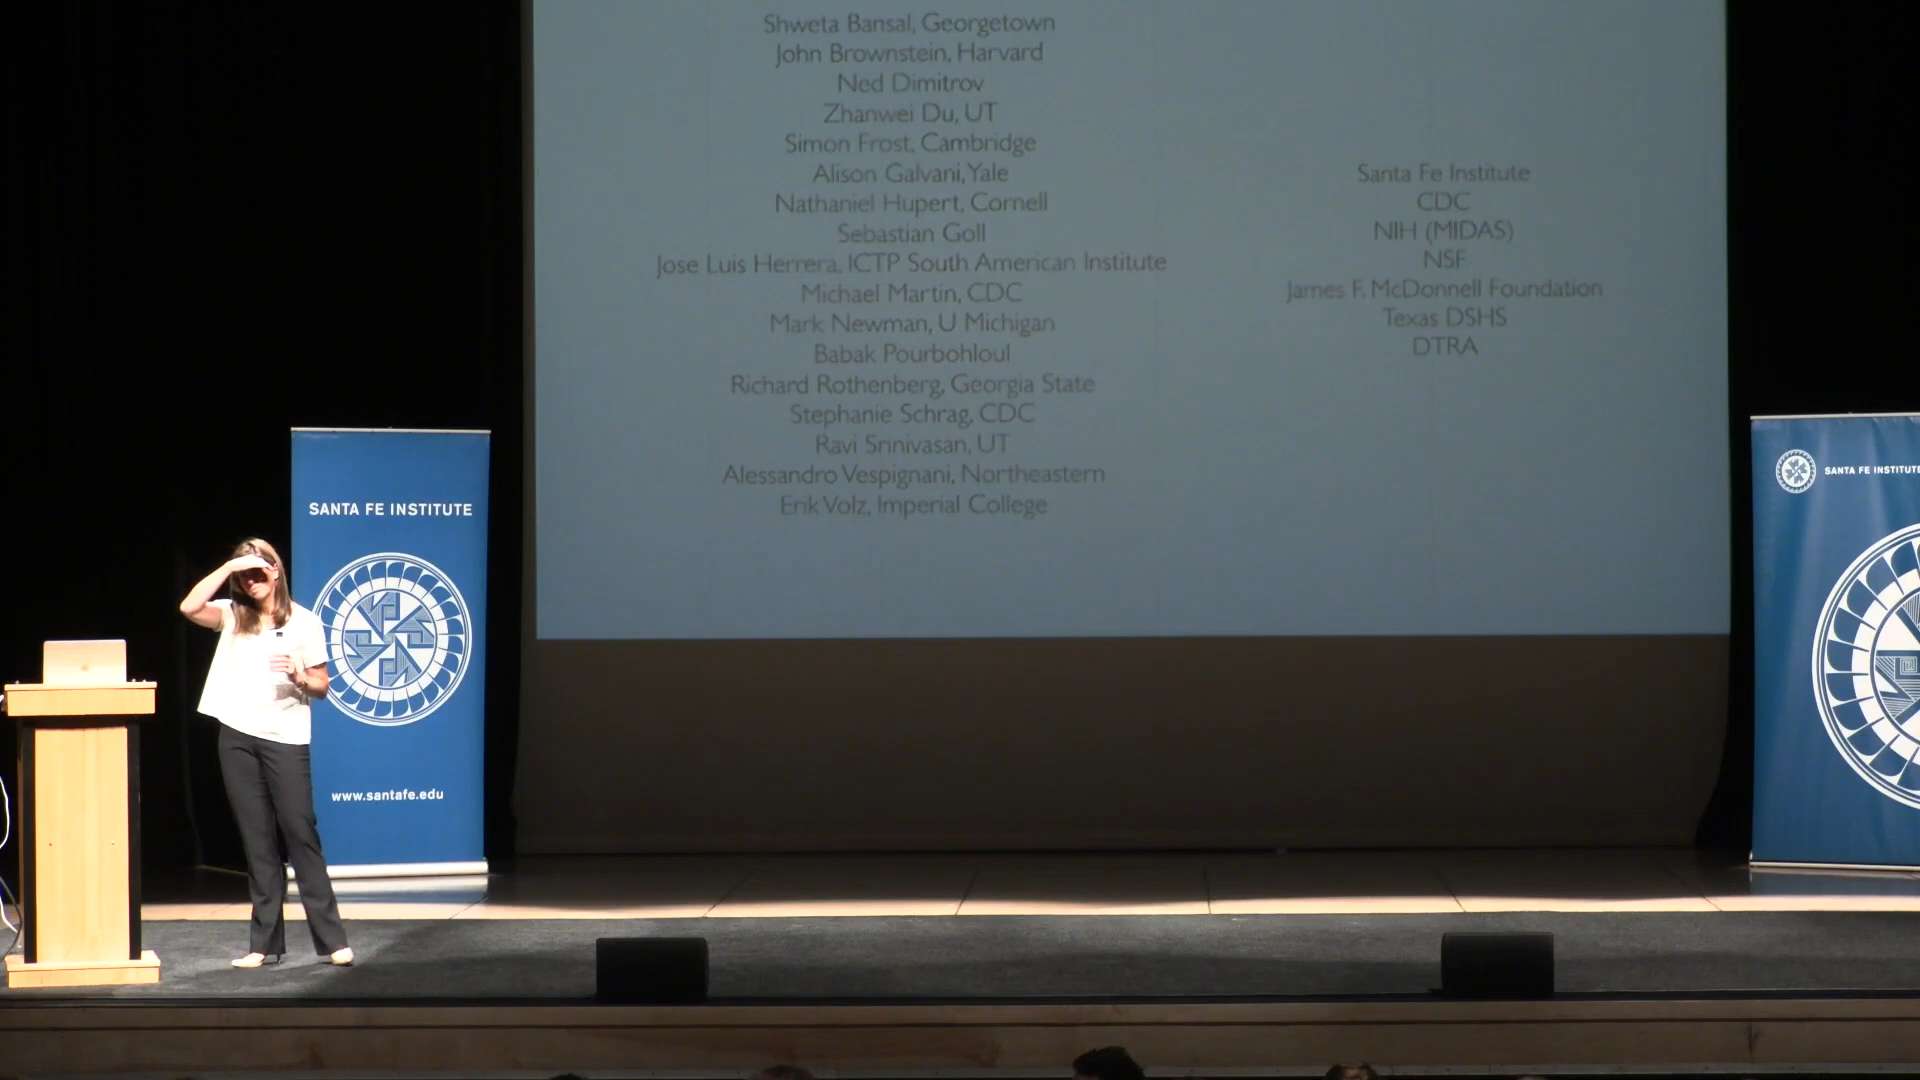 Shweta Bansal, Georgetown
John Brownstein, Harvard
Ned Dimitrov
Zhanwei Du, UT
Simon Frost, Cambridge
Alison Galvani, Yale
Nathaniel Hupert, Cornell
Sebastian Goll
Jose Luis Herrera, ICTP South American Institute
Michael Martin, CDC
Mark Newman, U Michigan
Babak Pourbohloul
Richard Rothenberg, Georgia State
Stephanie Schrag, CDC
Ravi Srinivasan, UT
Alessandro Vespignani, Northeastern
Erik Volz, Imperial College
Santa Fe Institute
CDC
NIH (MIDAS)
NSF
James F. McDonnell Foundation
Texas DSHS
DTRA
SANTA FE INSTITUTE
www.santafe.edu
SANTA FE INSTITUTE